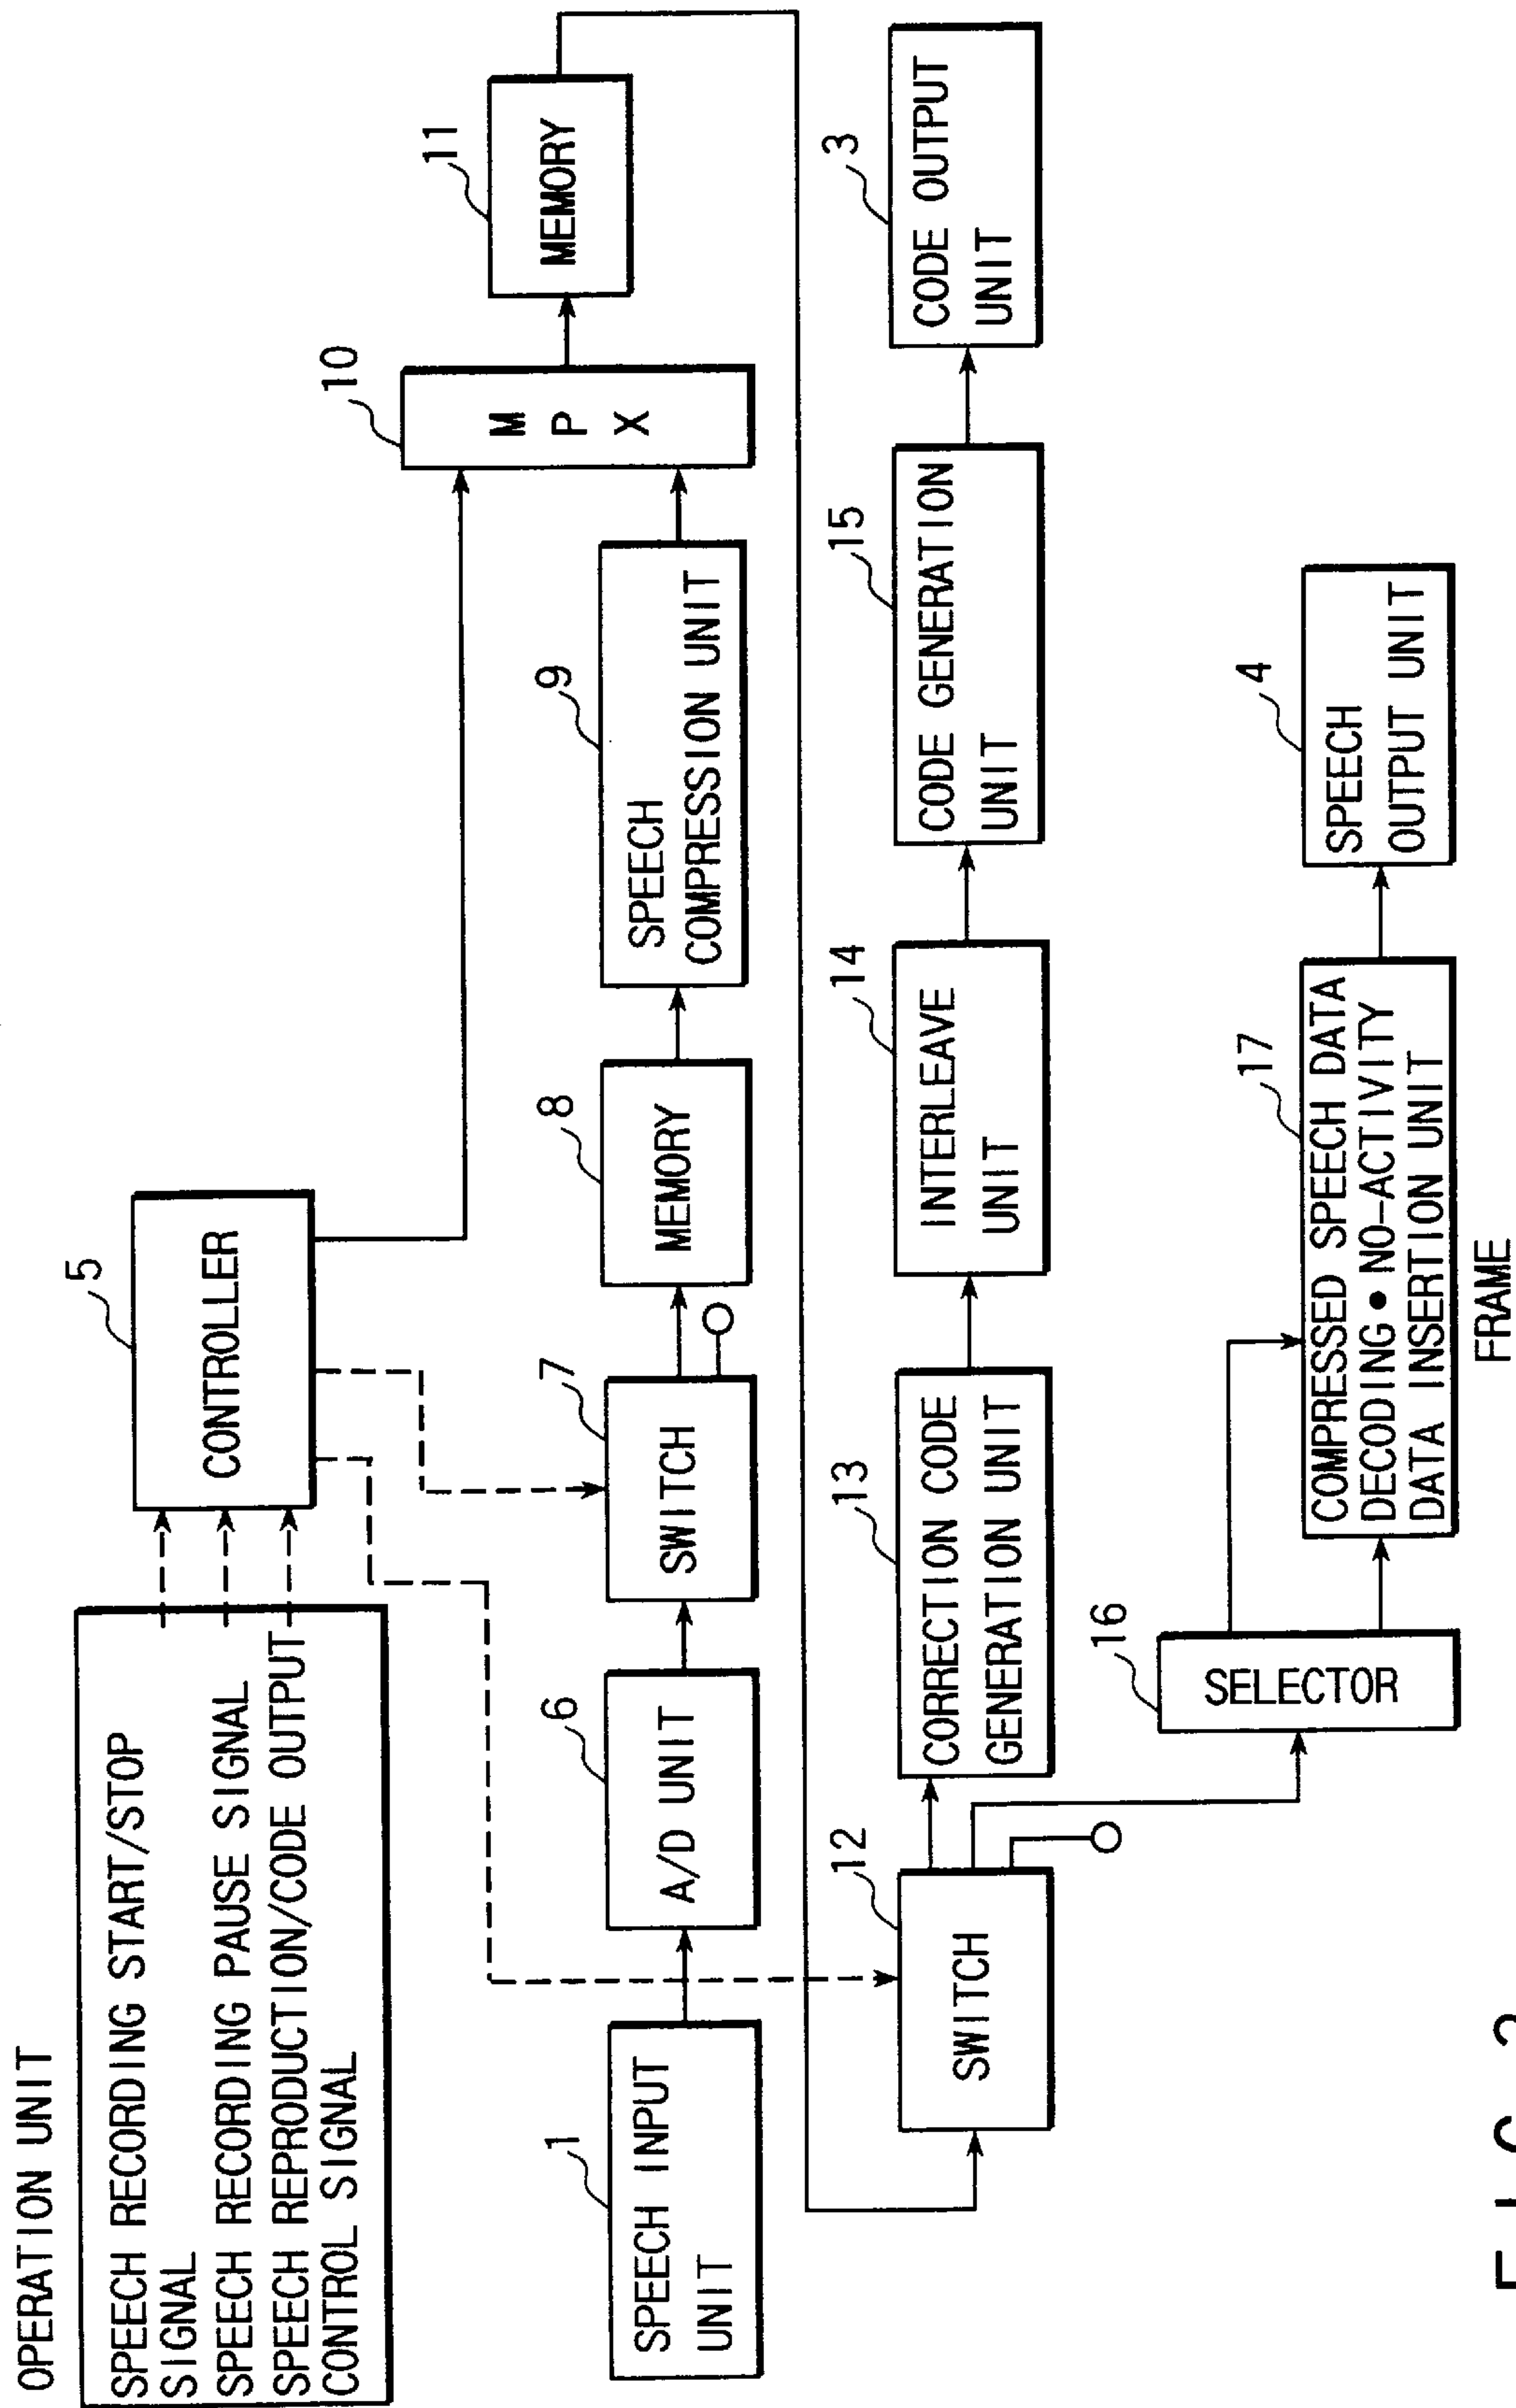 OPERATION UNIT
SPEECH RECORDING START/STOP
SIGNAL
SPEECH RECORDING PAUSE SIGNAL
SPEECH REPRODUCTION/CODE OUTPUT
CONTROL SIGNAL
5
CONTROLLER
1
SPEECH INPUT
UNIT
6
A/D UNIT
7
SWITCH
8
MEMORY
9
SPEECH
COMPRESSION UNIT
10
M
P
X
11
MEMORY
12
SWITCH
13
CORRECTION CODE
GENERATION UNIT
14
INTERLEAVE
UNIT
15
CODE GENERATION
UNIT
3
CODE OUTPUT
UNIT
16
SELECTOR
17
COMPRESSED SPEECH DATA
DECODING • NO-ACTIVITY
DATA INSERTION UNIT
FRAME
4
SPEECH
OUTPUT UNIT